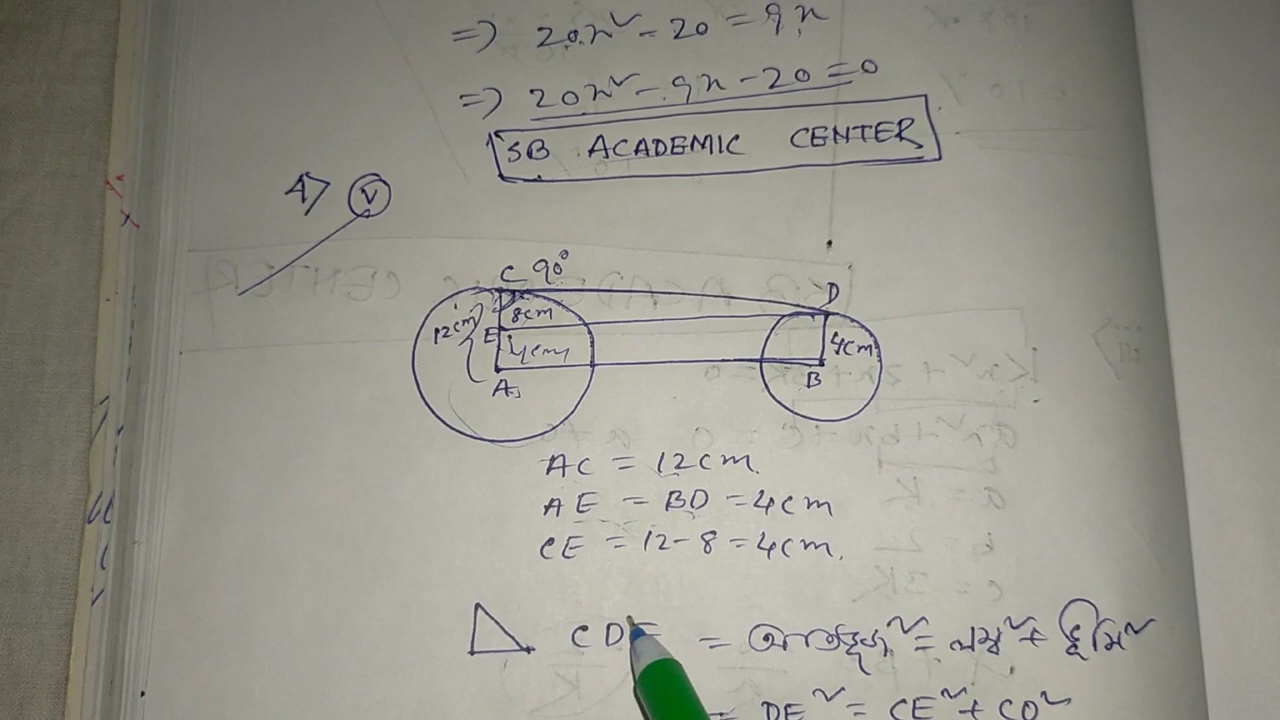 => 20x² - 20 = 9x
=> 20x² - 9x - 20 = 0
SB ACADEMIC CENTER
4> V
C 90°
D
12cm
8cm
E
4cm
4cm
A
B
AC = 12cm.
AE = BD = 4cm
CE = 12-8 = 4cm.
△ CDE = অতিভুজ² = লম্ব² + ভূমি²
= DE² = CE² + CD²